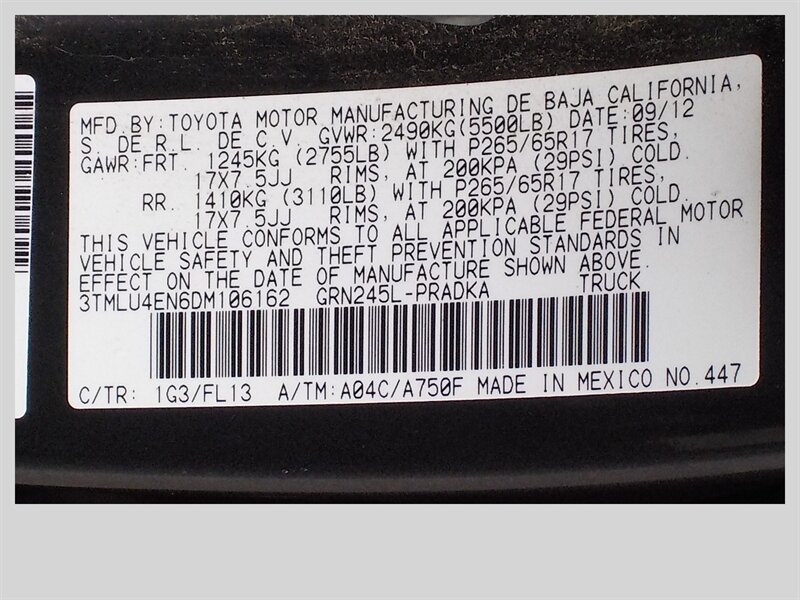 MFD.BY:TOYOTA MOTOR MANUFACTURING DE BAJA CALIFORNIA,
S. DE R.L. DE C.V. GVWR:2490KG(5500LB) DATE:09/12
GAWR:FRT. 1245KG (2755LB) WITH P265/65R17 TIRES,
17X7.5JJ RIMS, AT 200KPA (29PSI) COLD.
RR. 1410KG (3110LB) WITH P265/65R17 TIRES,
17X7.5JJ RIMS, AT 200KPA (29PSI) COLD.
THIS VEHICLE CONFORMS TO ALL APPLICABLE FEDERAL MOTOR
VEHICLE SAFETY AND THEFT PREVENTION STANDARDS IN
EFFECT ON THE DATE OF MANUFACTURE SHOWN ABOVE.
3TMLU4EN6DM106162 GRN245L-PRADKA TRUCK
C/TR: 1G3/FL13 A/TM:A04C/A750F MADE IN MEXICO NO.447